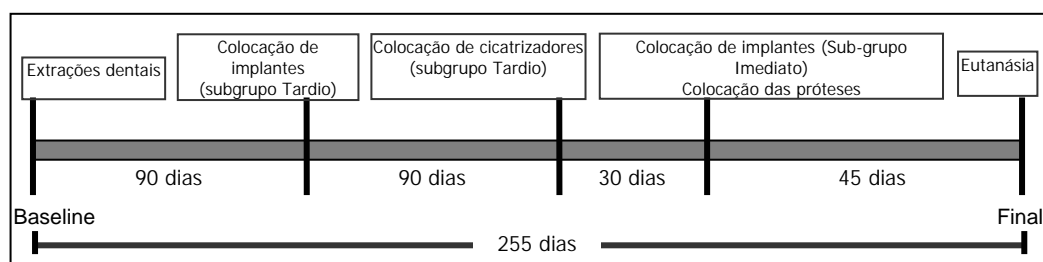 Extrações dentais
Colocação de
implantes
(subgrupo Tardio)
Colocação de cicatrizadores
(subgrupo Tardio)
Colocação de implantes (Sub-grupo
Imediato)
Colocação das próteses
Eutanásia
90 dias
90 dias
30 dias
45 dias
Baseline
Final
255 dias